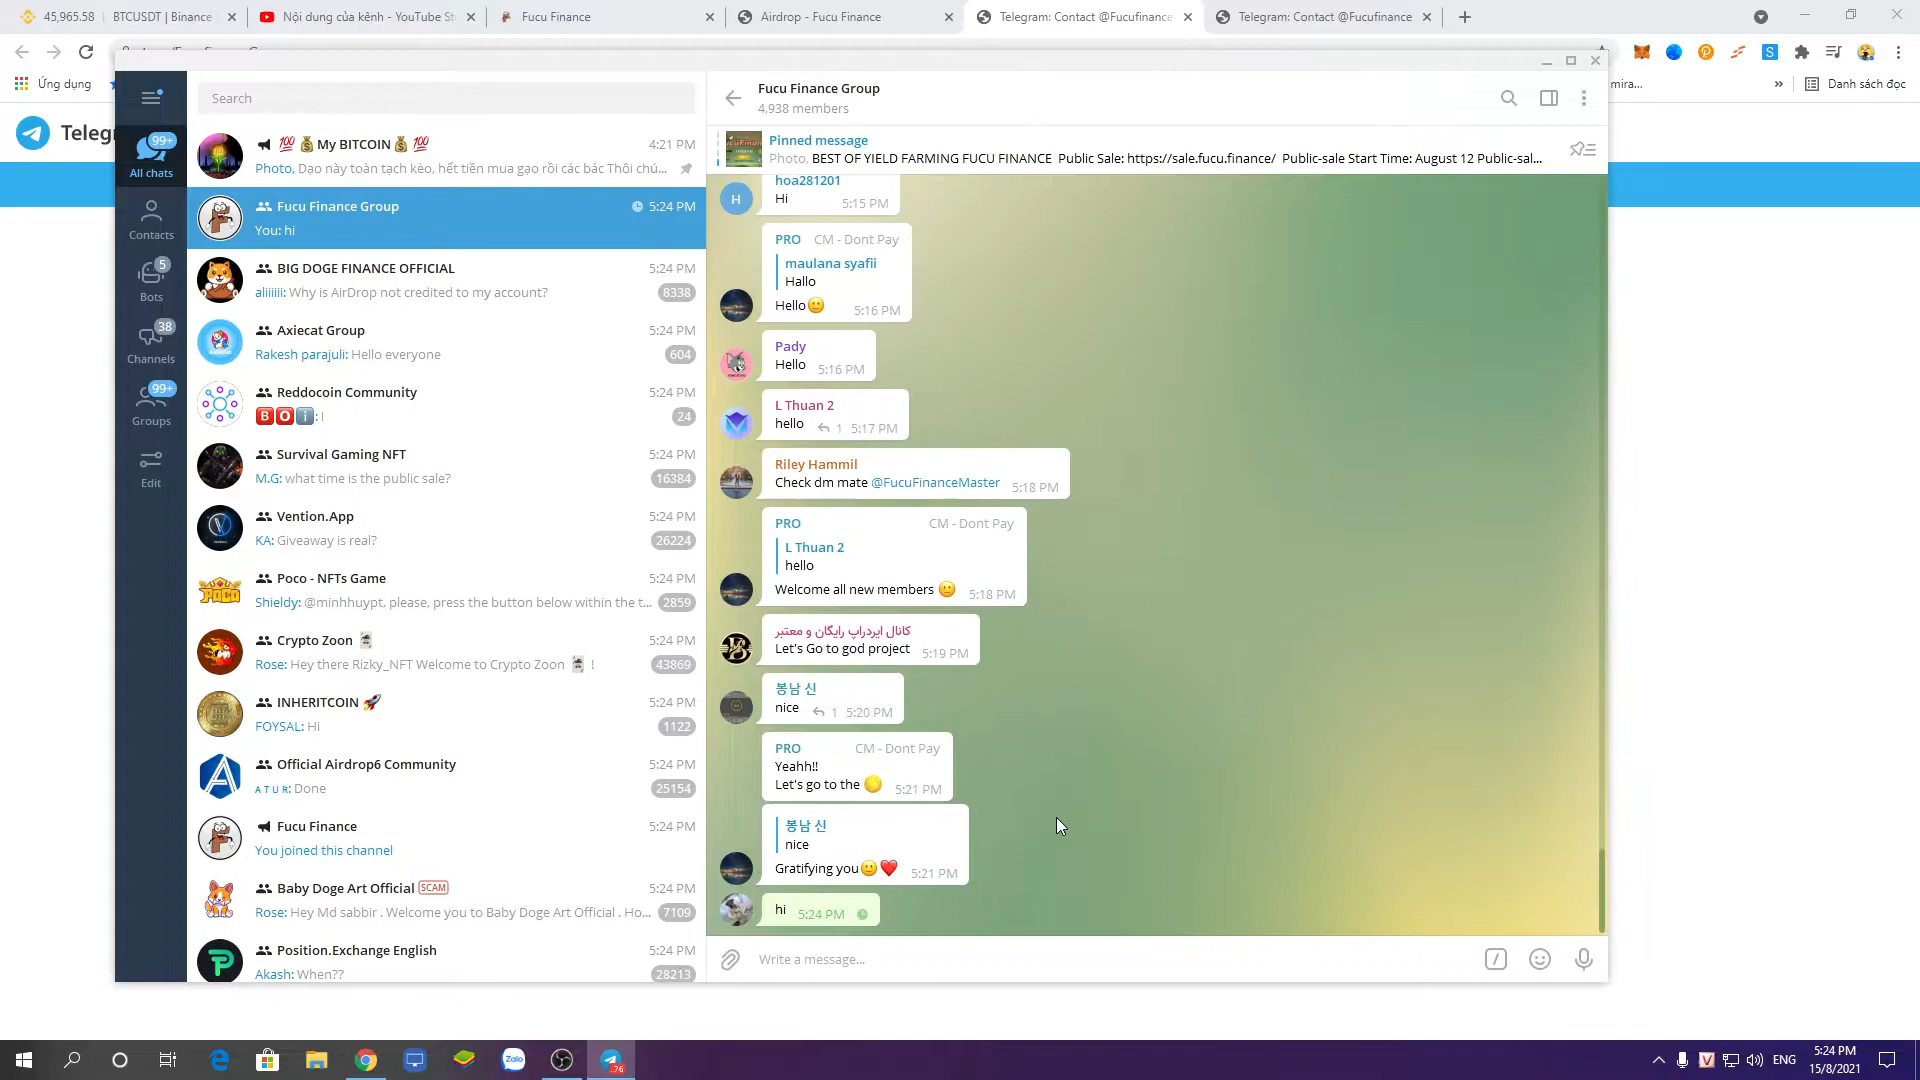 45,965.58 | BTCUSDT | Binance
Nội dung của kênh - YouTube St
Fucu Finance
Airdrop - Fucu Finance
Telegram: Contact @Fucufinance
Telegram: Contact @Fucufinance
Ứng dụng
mira...
»
Danh sách đọc
Telegr
Search
99+
All chats
Contacts
5
Bots
38
Channels
99+
Groups
Edit
💯💰My BITCOIN💰💯
4:21 PM
Photo, Dạo này toàn tạch kèo, hết tiền mua gạo rồi các bác Thôi chú...
Fucu Finance Group
5:24 PM
You: hi
BIG DOGE FINANCE OFFICIAL
5:24 PM
aliiiiii: Why is AirDrop not credited to my account?
8338
Axiecat Group
5:24 PM
Rakesh parajuli: Hello everyone
604
Reddocoin Community
5:24 PM
🅱🅾ℹ: I
24
Survival Gaming NFT
5:24 PM
M.G: what time is the public sale?
16384
Vention.App
5:24 PM
KA: Giveaway is real?
26224
Poco - NFTs Game
5:24 PM
Shieldy: @minhhuypt, please, press the button below within the t...
2859
Crypto Zoon 🃏
5:24 PM
Rose: Hey there Rizky_NFT Welcome to Crypto Zoon 🃏 !
43869
INHERITCOIN 🚀
5:24 PM
FOYSAL: Hi
1122
Official Airdrop6 Community
5:24 PM
ᴀ ᴛ ᴜ ʀ: Done
25154
Fucu Finance
5:24 PM
You joined this channel
Baby Doge Art Official SCAM
5:24 PM
Rose: Hey Md sabbir . Welcome you to Baby Doge Art Official . Ho...
7109
Position.Exchange English
5:24 PM
Akash: When??
28213
Fucu Finance Group
4,938 members
Pinned message
Photo, BEST OF YIELD FARMING FUCU FINANCE Public Sale: https://sale.fucu.finance/ Public-sale Start Time: August 12 Public-sal...
H
hoa281201
Hi 5:15 PM
PRO CM - Dont Pay
maulana syafii
Hallo
Hello🙂 5:16 PM
Pady
Hello 5:16 PM
L Thuan 2
hello 1 5:17 PM
Riley Hammil
Check dm mate @FucuFinanceMaster 5:18 PM
PRO CM - Dont Pay
L Thuan 2
hello
Welcome all new members 🙂 5:18 PM
کانال ایردراپ رایگان و معتبر
Let's Go to god project 5:19 PM
봉남 신
nice 1 5:20 PM
PRO CM - Dont Pay
Yeahh!!
Let's go to the 🌕 5:21 PM
봉남 신
nice
Gratifying you🙂❤️ 5:21 PM
hi 5:24 PM
Write a message...
Zalo
76
ENG
5:24 PM
15/8/2021